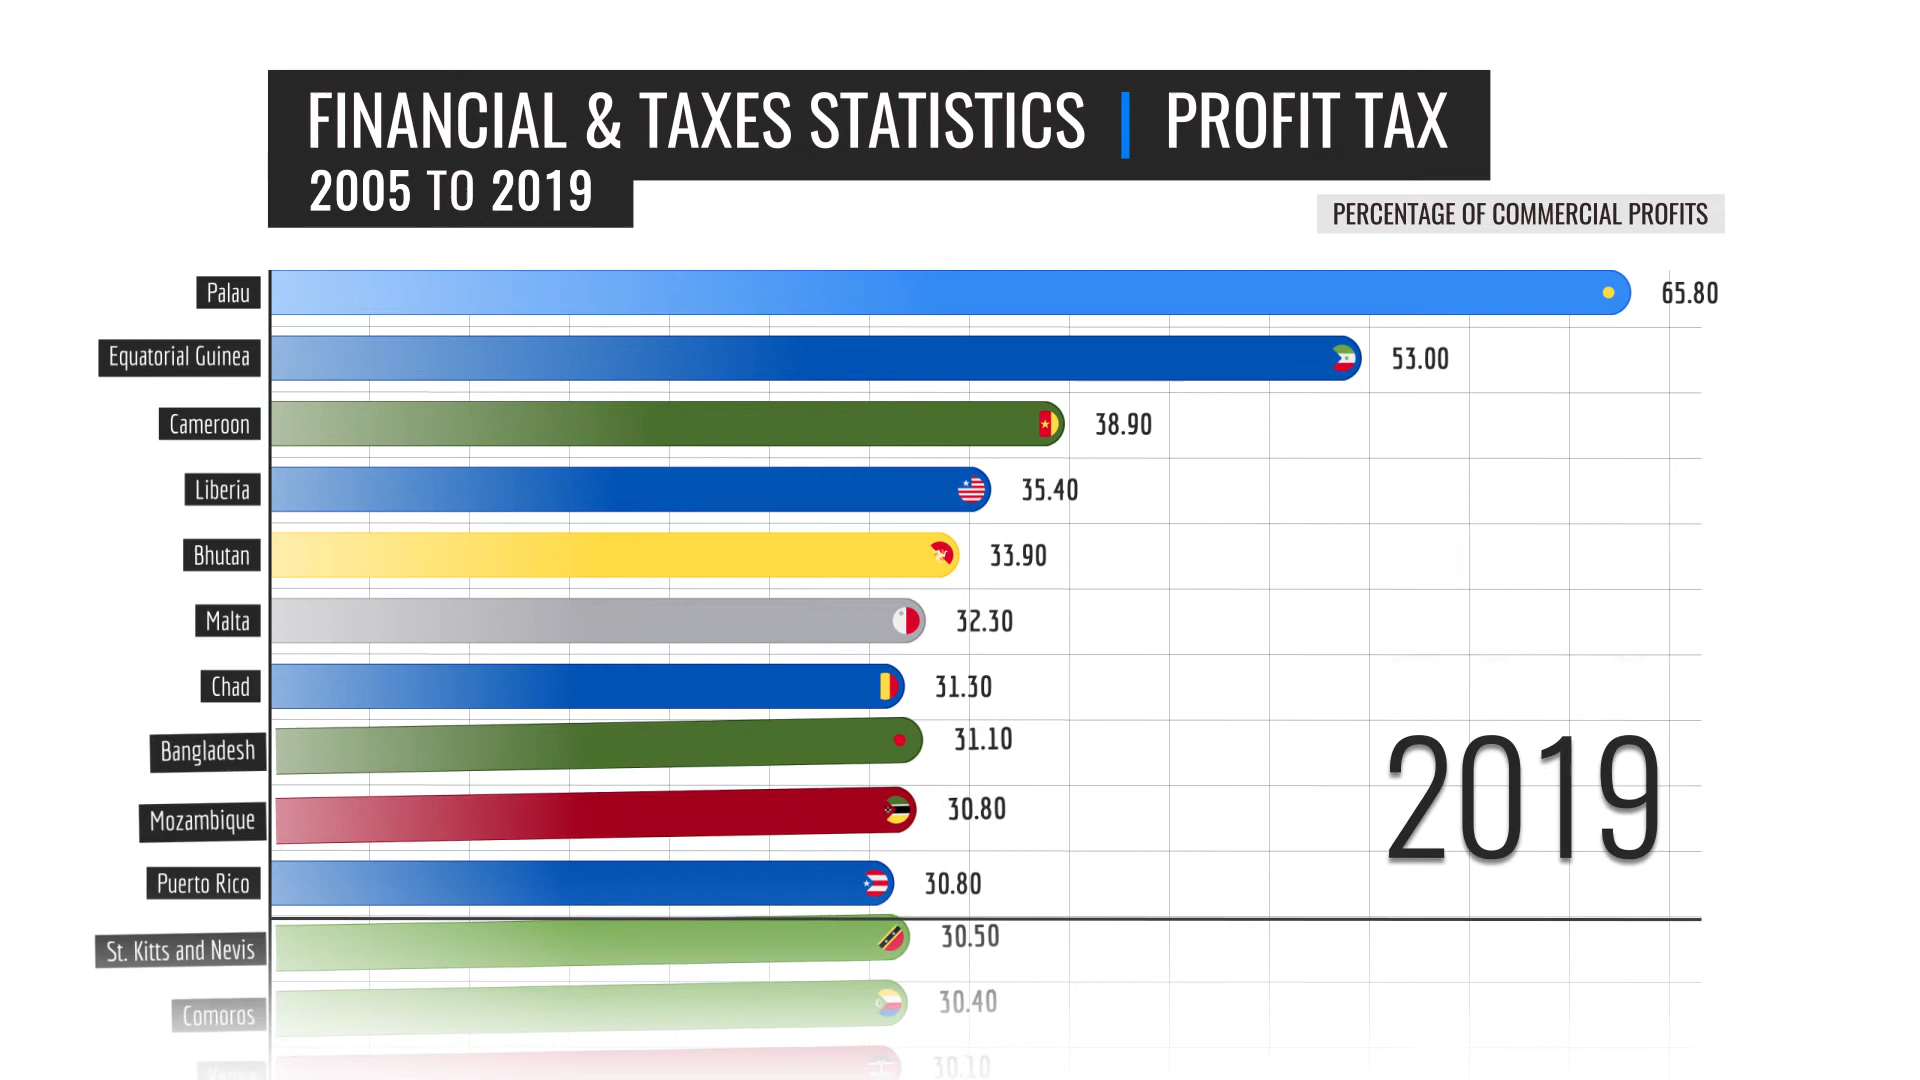 FINANCIAL & TAXES STATISTICS | PROFIT TAX
2005 TO 2019
PERCENTAGE OF COMMERCIAL PROFITS
Palau 65.80
Equatorial Guinea 53.00
Cameroon 38.90
Liberia 35.40
Bhutan 33.90
Malta 32.30
Chad 31.30
Bangladesh 31.10
Mozambique 30.80
Puerto Rico 30.80
2019
St. Kitts and Nevis 30.50
Comoros 30.40
30.10